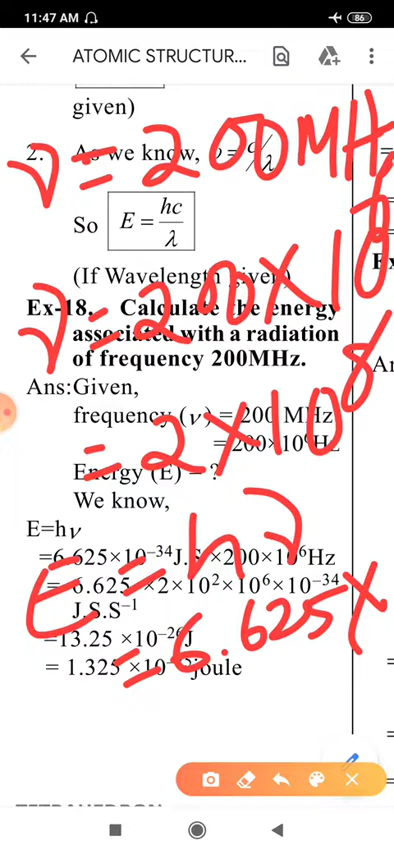 11:47 AM
86
ATOMIC STRUCTUR...
given)
2. As we know, ν = c/λ
ν = 200 MHz
So E = hc/λ
(If Wavelength given)
ν = 200 × 10⁶
Ex-18. Calculate the energy
associated with a radiation
of frequency 200MHz.
Ans:Given,
frequency (ν) = 200 MHz
=200×10⁶Hz
= 2 × 10⁸
Energy (E) = ?
We know,
E=hν
E = hν
=6.625×10⁻³⁴J.S ×200×10⁶Hz
= 6.625 ×2×10²×10⁶×10⁻³⁴
J.S.S⁻¹
= 6.625 ×
=13.25 ×10⁻²⁶J
= 1.325 ×10 joule
TETRAHEDRON